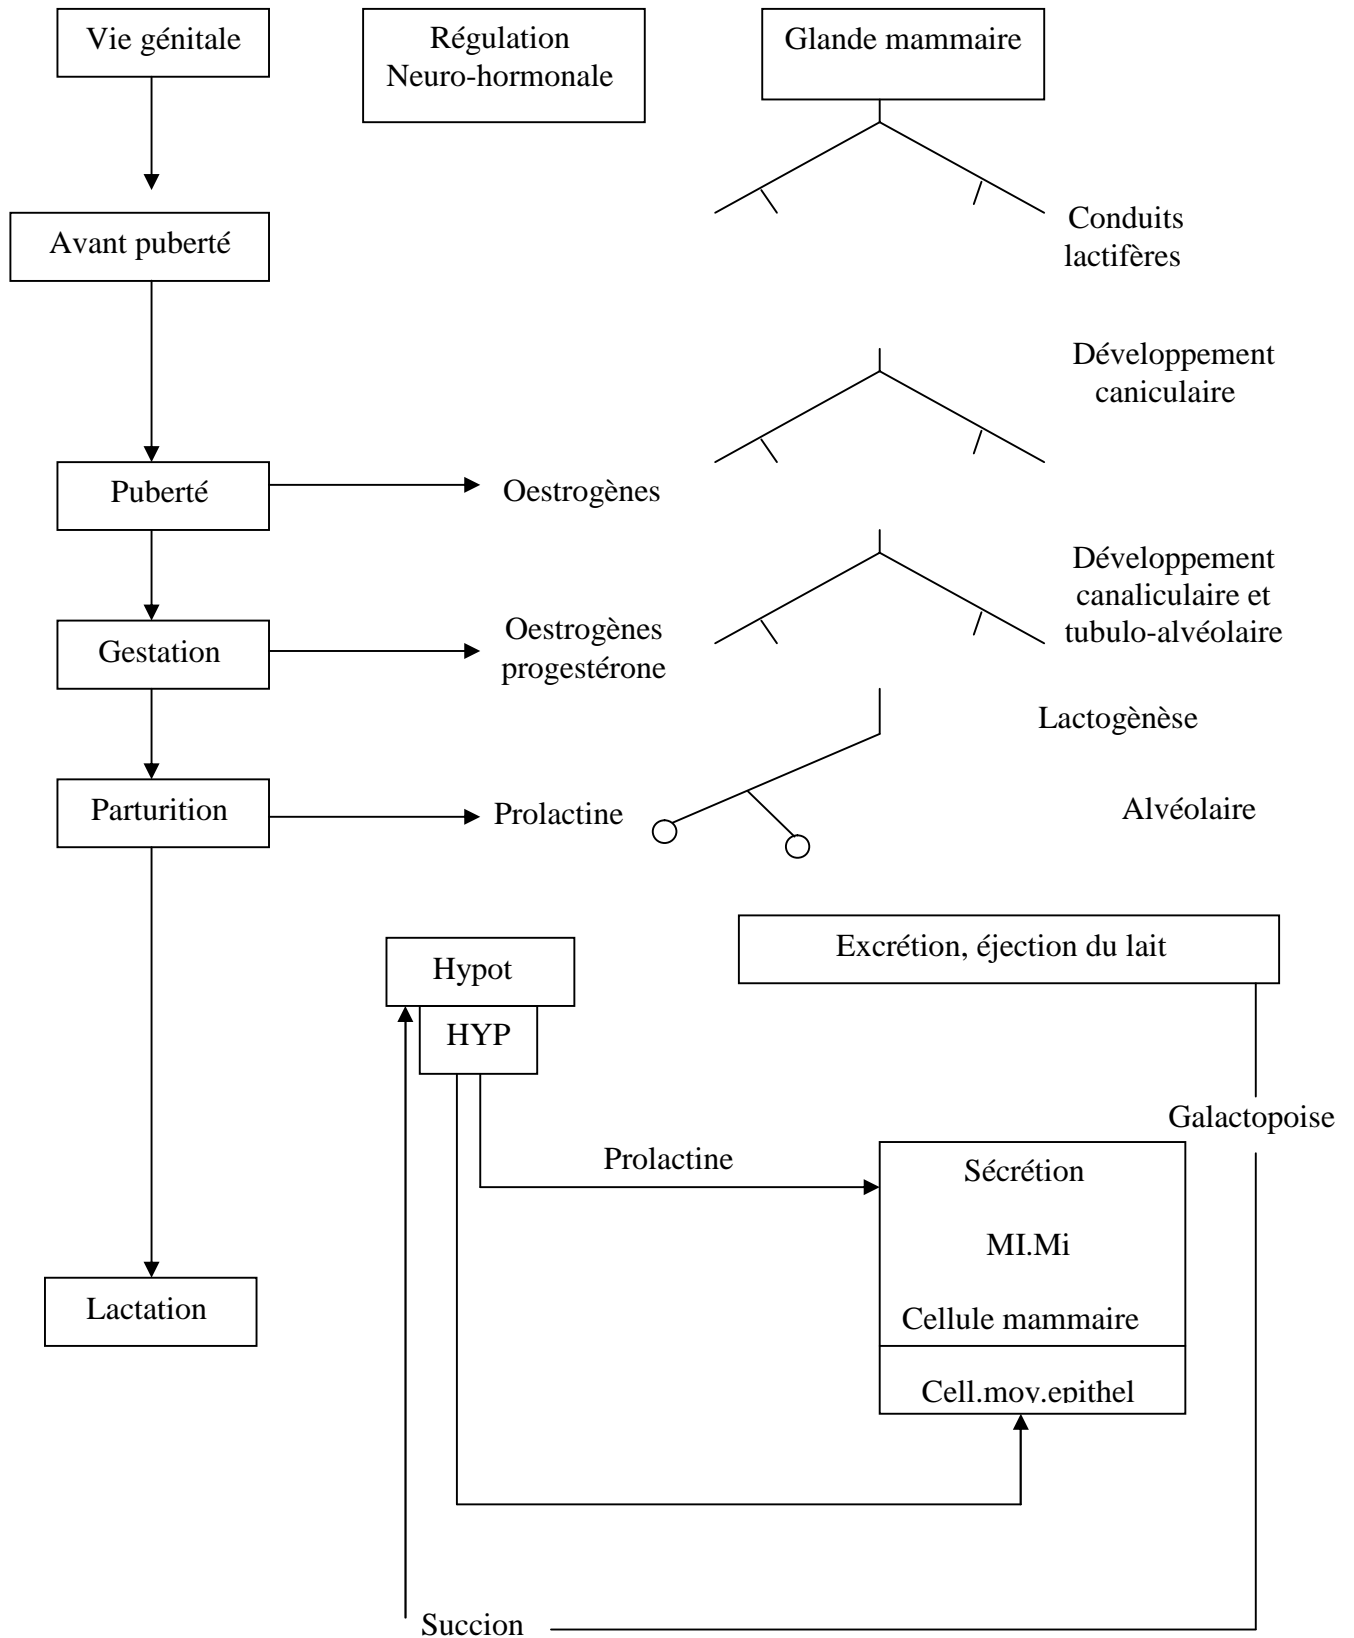 Vie génitale
Régulation
Neuro-hormonale
Glande mammaire
Avant puberté
Conduits
lactifères
Développement
caniculaire
Puberté
Oestrogènes
Développement
canaliculaire et
tubulo-alvéolaire
Gestation
Oestrogènes
progestérone
Lactogènèse
Parturition
Prolactine
Alvéolaire
Excrétion, éjection du lait
Hypot
HYP
Galactopoise
Prolactine
Sécrétion
MI.Mi
Cellule mammaire
Lactation
Cell.moy.epithel
Succion